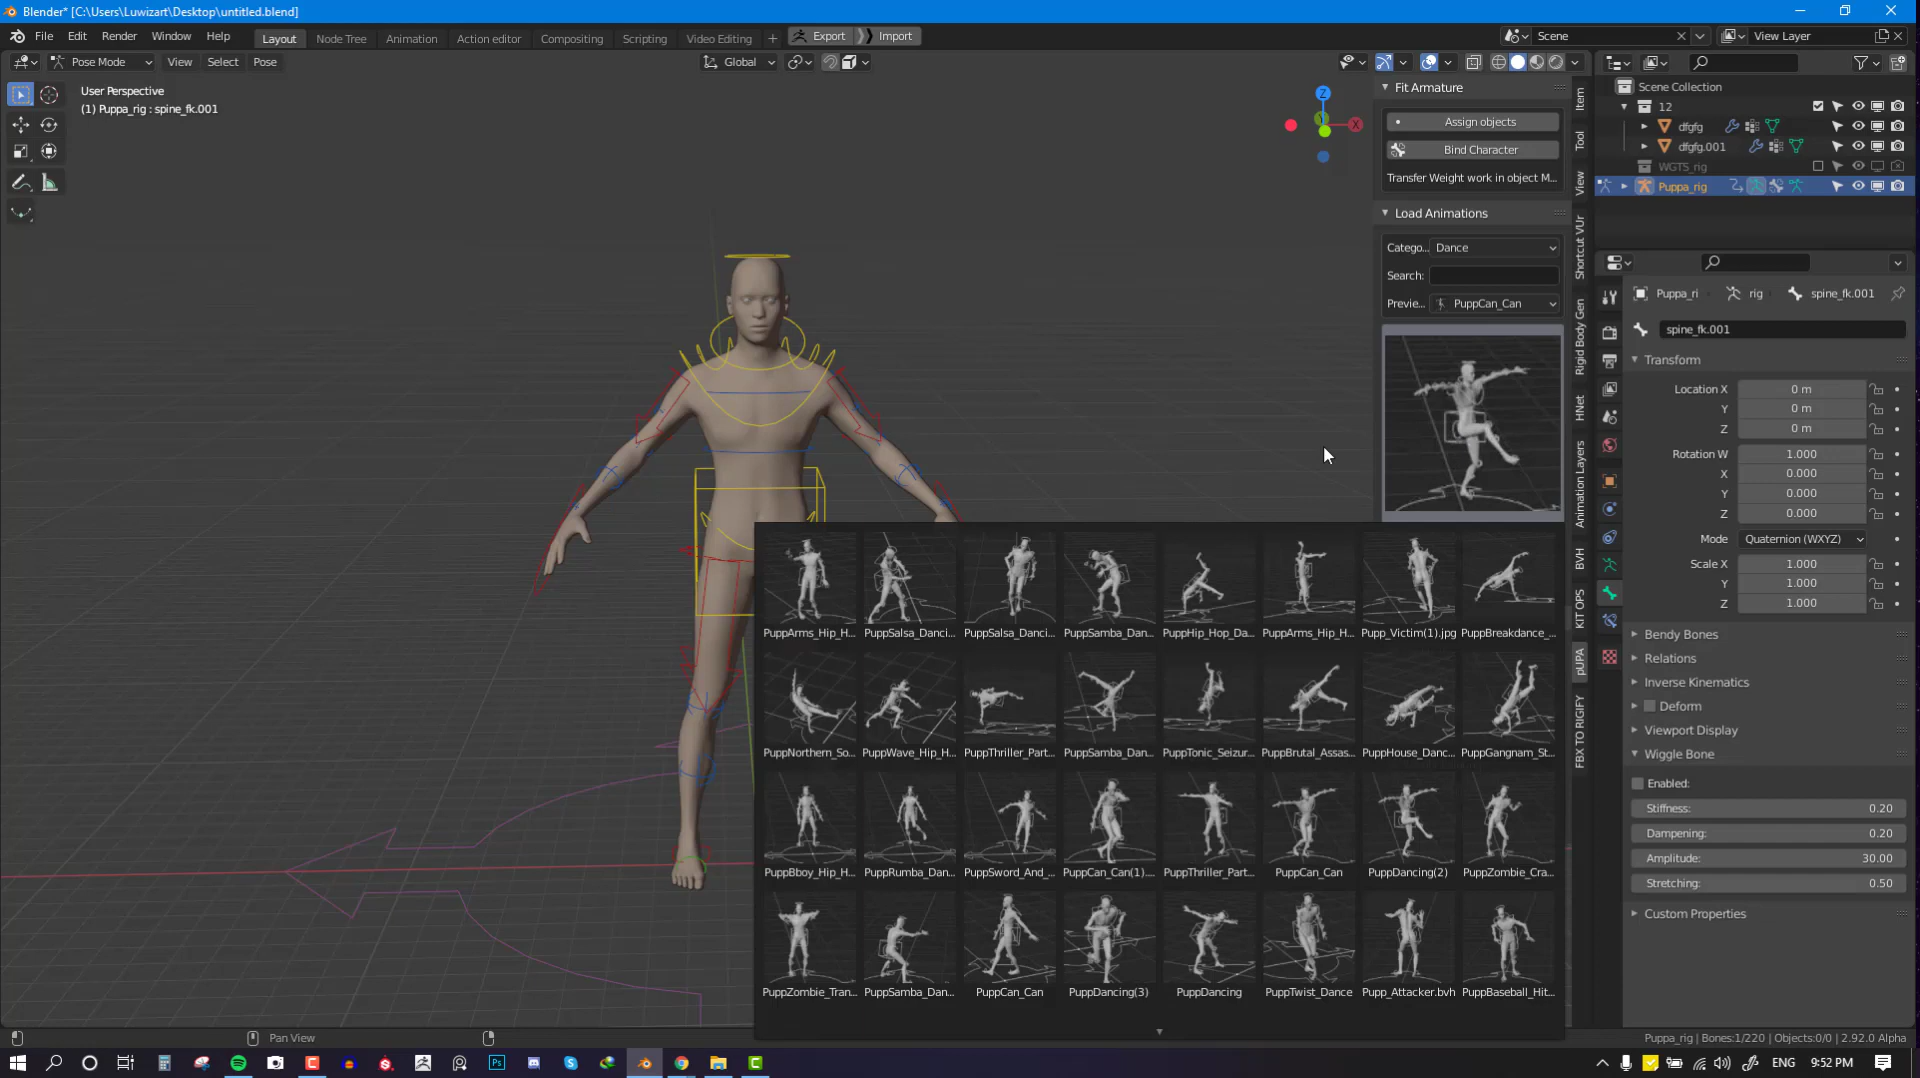 Blender* [C:\Users\Luwizart\Desktop\untitled.blend]
File Edit Render Window Help Layout Node Tree Animation Action editor Compositing Scripting Video Editing + Export Import Scene View Layer
Pose Mode View Select Pose Global
User Perspective
(1) Puppa_rig : spine_fk.001
Z
Y
X
Fit Armature
Assign objects
Bind Character
Transfer Weight work in object M...
Load Animations
Catego... Dance
Search:
Previe... PuppCan_Can
PuppArms_Hip_H... PuppSalsa_Danci... PuppSalsa_Danci... PuppSamba_Dan... PuppHip_Hop_Da... PuppArms_Hip_H... Pupp_Victim(1).jpg PuppBreakdance_...
PuppNorthern_So... PuppWave_Hip_H... PuppThriller_Part... PuppSamba_Dan... PuppTonic_Seizur... PuppBrutal_Assas... PuppHouse_Danc... PuppGangnam_St...
PuppBboy_Hip_H... PuppRumba_Dan... PuppSword_And_... PuppCan_Can(1).... PuppThriller_Part... PuppCan_Can PuppDancing(2) PuppZombie_Cra...
PuppZombie_Tran... PuppSamba_Dan... PuppCan_Can PuppDancing(3) PuppDancing PuppTwist_Dance Pupp_Attacker.bvh PuppBaseball_Hit...
Item
Tool
View
Shortcut VUr
Rigid Body Gen
HNet
Animation Layers
BVH
KIT OPS
pUPA
FBX TO RIGIFY
Scene Collection
12
dfgfg
dfgfg.001
WGTS_rig
Puppa_rig
Puppa_ri rig spine_fk.001
spine_fk.001
Transform
Location X 0 m
Y 0 m
Z 0 m
Rotation W 1.000
X 0.000
Y 0.000
Z 0.000
Mode Quaternion (WXYZ)
Scale X 1.000
Y 1.000
Z 1.000
Bendy Bones
Relations
Inverse Kinematics
Deform
Viewport Display
Wiggle Bone
Enabled:
Stiffness: 0.20
Dampening: 0.20
Amplitude: 30.00
Stretching: 0.50
Custom Properties
Pan View
Puppa_rig | Bones:1/220 | Objects:0/0 | 2.92.0 Alpha
Ps
ENG 9:52 PM